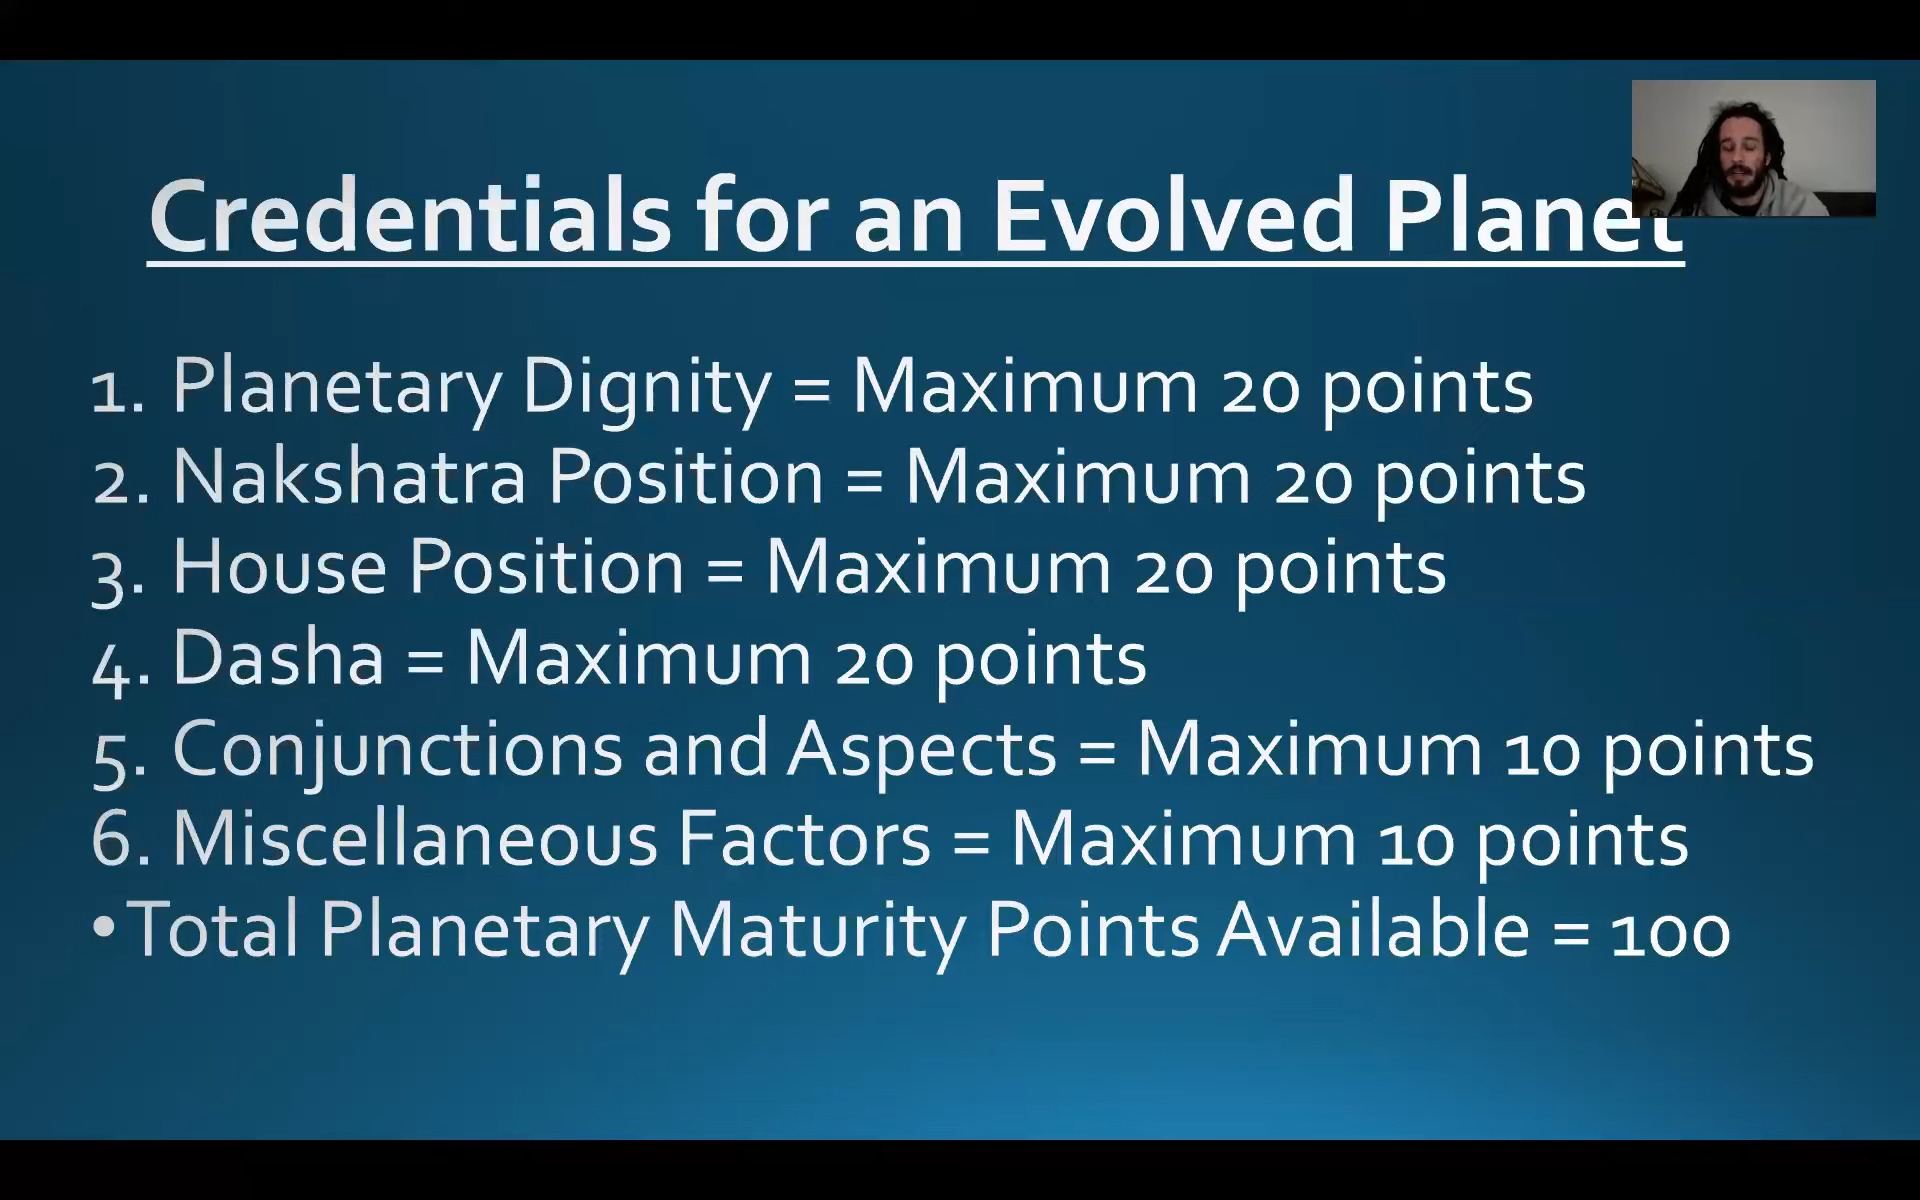 Credentials for an Evolved Planet
1. Planetary Dignity = Maximum 20 points
2. Nakshatra Position = Maximum 20 points
3. House Position = Maximum 20 points
4. Dasha = Maximum 20 points
5. Conjunctions and Aspects = Maximum 10 points
6. Miscellaneous Factors = Maximum 10 points
• Total Planetary Maturity Points Available = 100